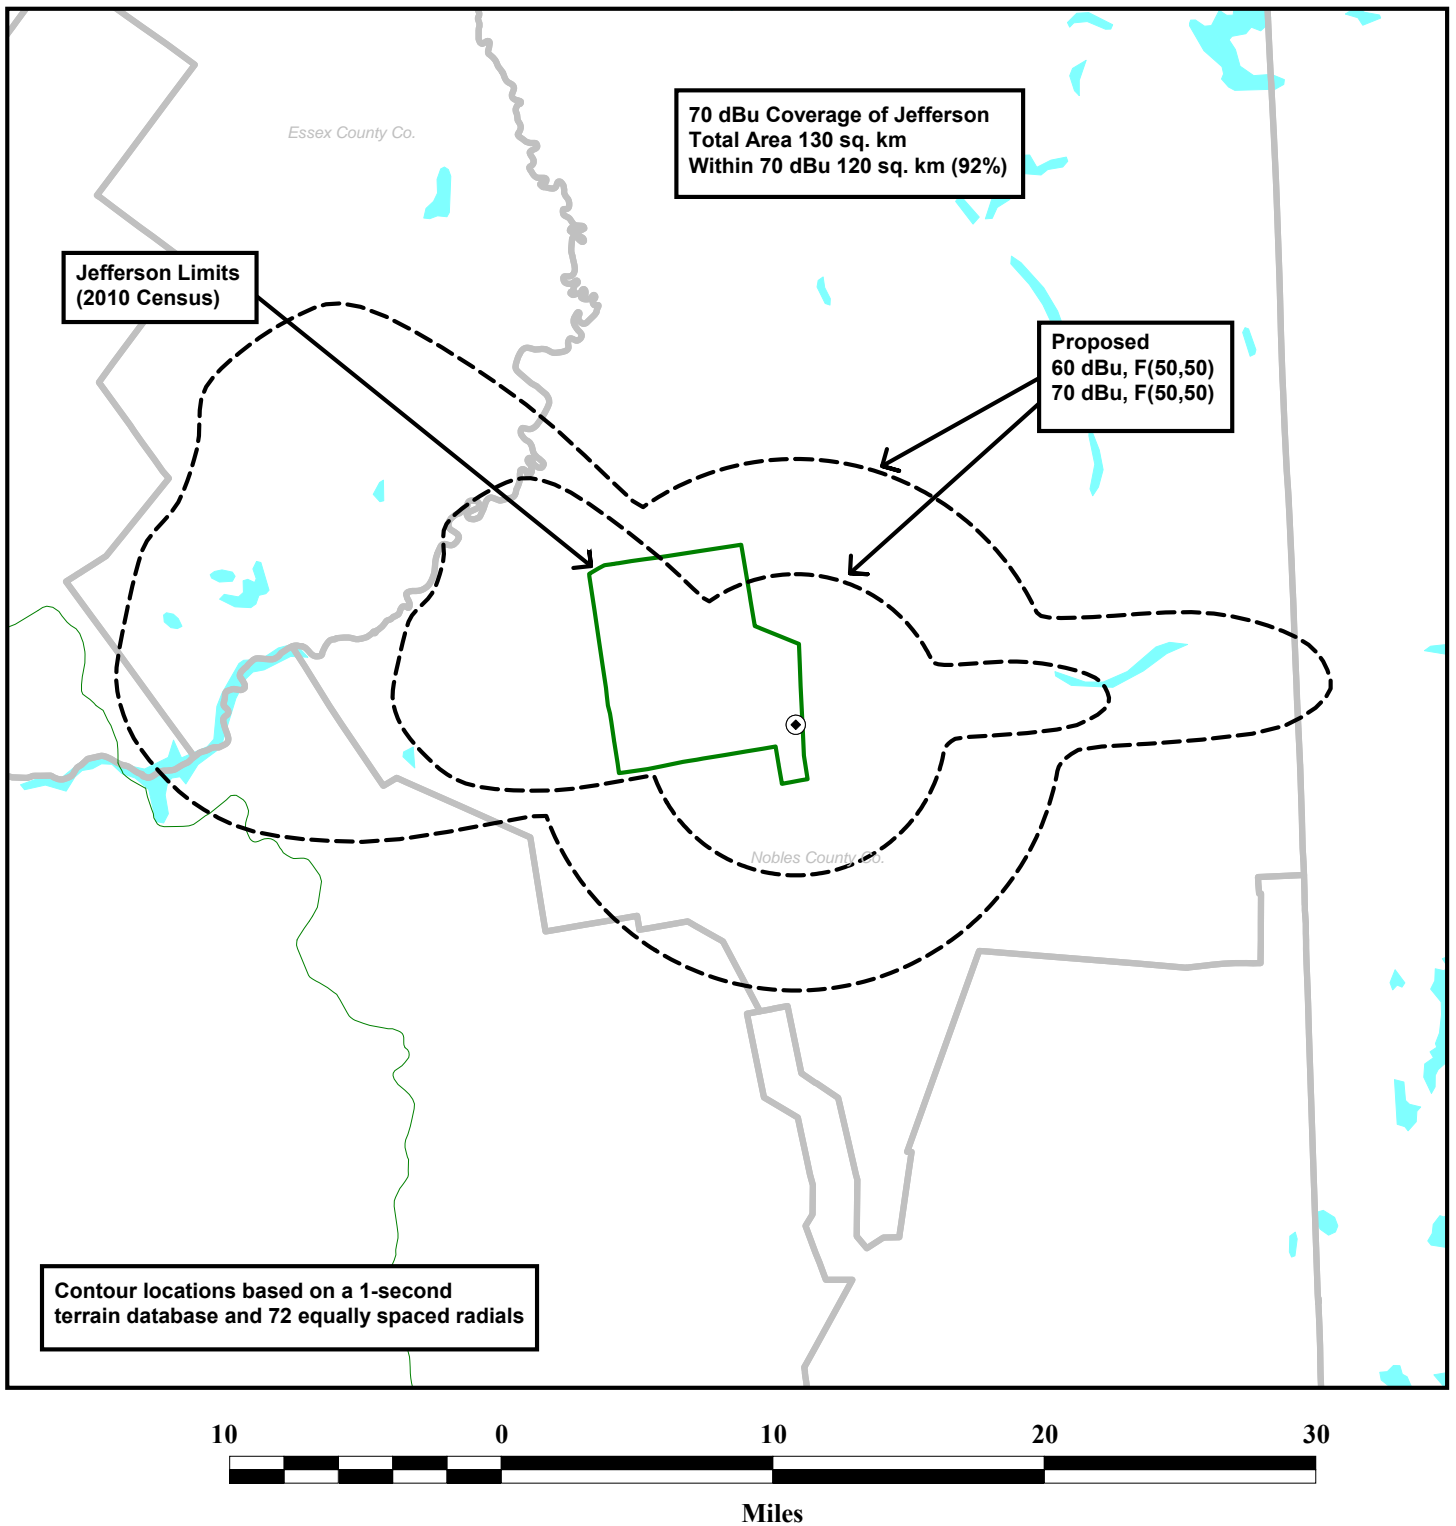 Essex County Co.
70 dBu Coverage of Jefferson
Total Area 130 sq. km
Within 70 dBu 120 sq. km (92%)
Jefferson Limits
(2010 Census)
Proposed
60 dBu, F(50,50)
70 dBu, F(50,50)
Nobles County Co.
Contour locations based on a 1-second
terrain database and 72 equally spaced radials
10 0 10 20 30
Miles